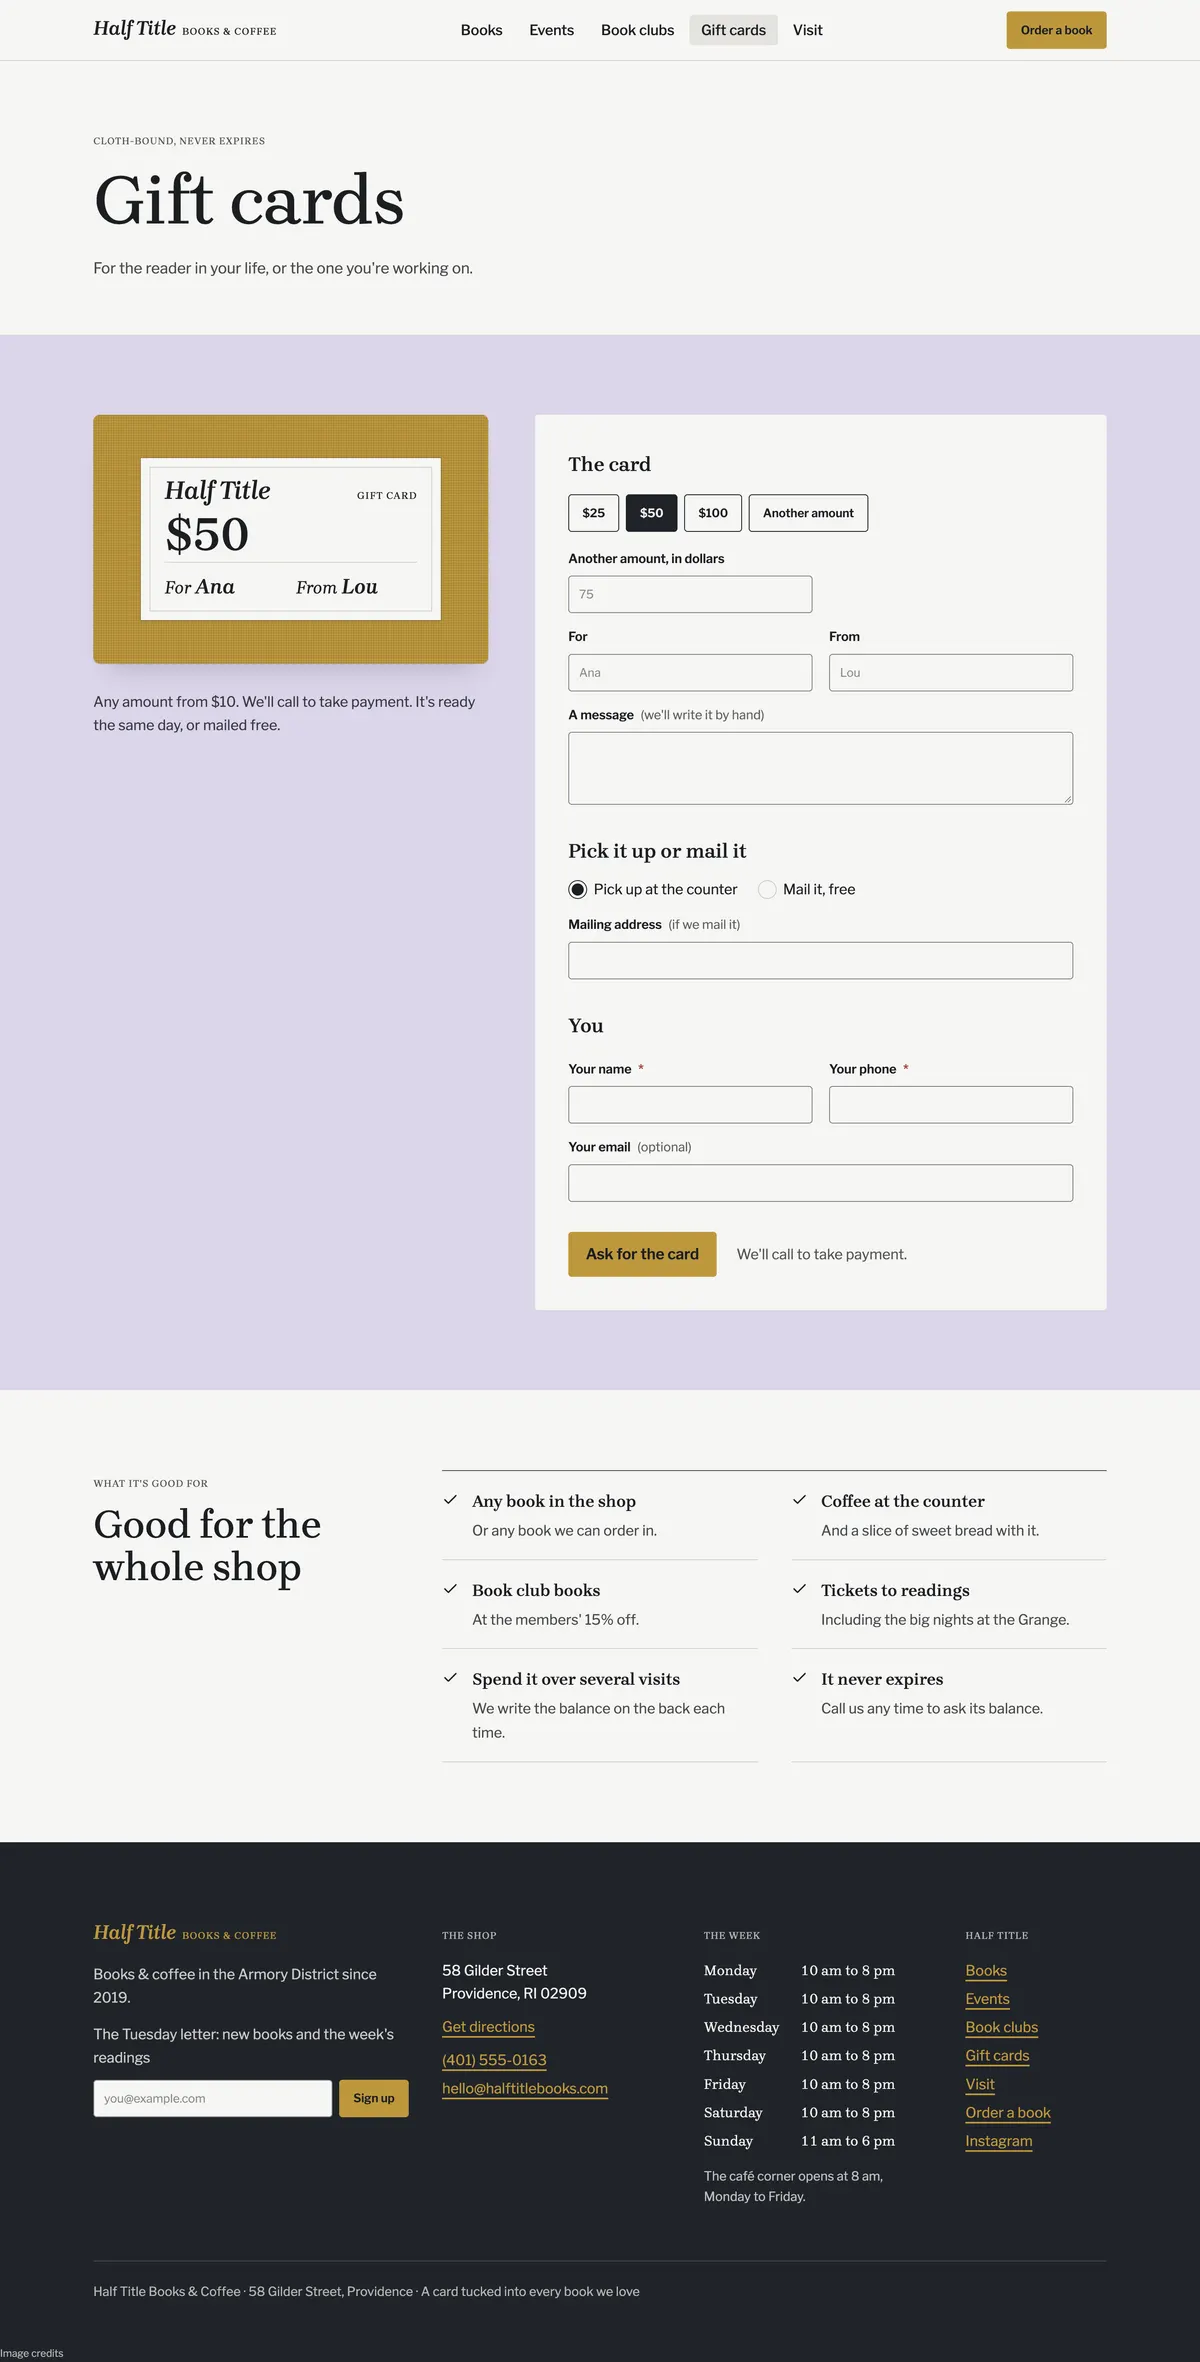 Half Title BOOKS & COFFEE
Books
Events
Book clubs
Gift cards
Visit
Order a book
CLOTH-BOUND, NEVER EXPIRES
Gift cards
For the reader in your life, or the one you're working on.
Half Title
GIFT CARD
$50
For Ana
From Lou
Any amount from $10. We'll call to take payment. It's ready
the same day, or mailed free.
The card
$25
$50
$100
Another amount
Another amount, in dollars
75
For
From
Ana
Lou
A message (we'll write it by hand)
Pick it up or mail it
Pick up at the counter
Mail it, free
Mailing address (if we mail it)
You
Your name *
Your phone *
Your email (optional)
Ask for the card
We'll call to take payment.
WHAT IT'S GOOD FOR
Good for the
whole shop
Any book in the shop
Or any book we can order in.
Coffee at the counter
And a slice of sweet bread with it.
Book club books
At the members' 15% off.
Tickets to readings
Including the big nights at the Grange.
Spend it over several visits
We write the balance on the back each
time.
It never expires
Call us any time to ask its balance.
Half Title BOOKS & COFFEE
Books & coffee in the Armory District since
2019.
The Tuesday letter: new books and the week's
readings
you@example.com
Sign up
THE SHOP
58 Gilder Street
Providence, RI 02909
Get directions
(401) 555-0163
hello@halftitlebooks.com
THE WEEK
Monday 10 am to 8 pm
Tuesday 10 am to 8 pm
Wednesday 10 am to 8 pm
Thursday 10 am to 8 pm
Friday 10 am to 8 pm
Saturday 10 am to 8 pm
Sunday 11 am to 6 pm
The café corner opens at 8 am,
Monday to Friday.
HALF TITLE
Books
Events
Book clubs
Gift cards
Visit
Order a book
Instagram
Half Title Books & Coffee · 58 Gilder Street, Providence · A card tucked into every book we love
Image credits